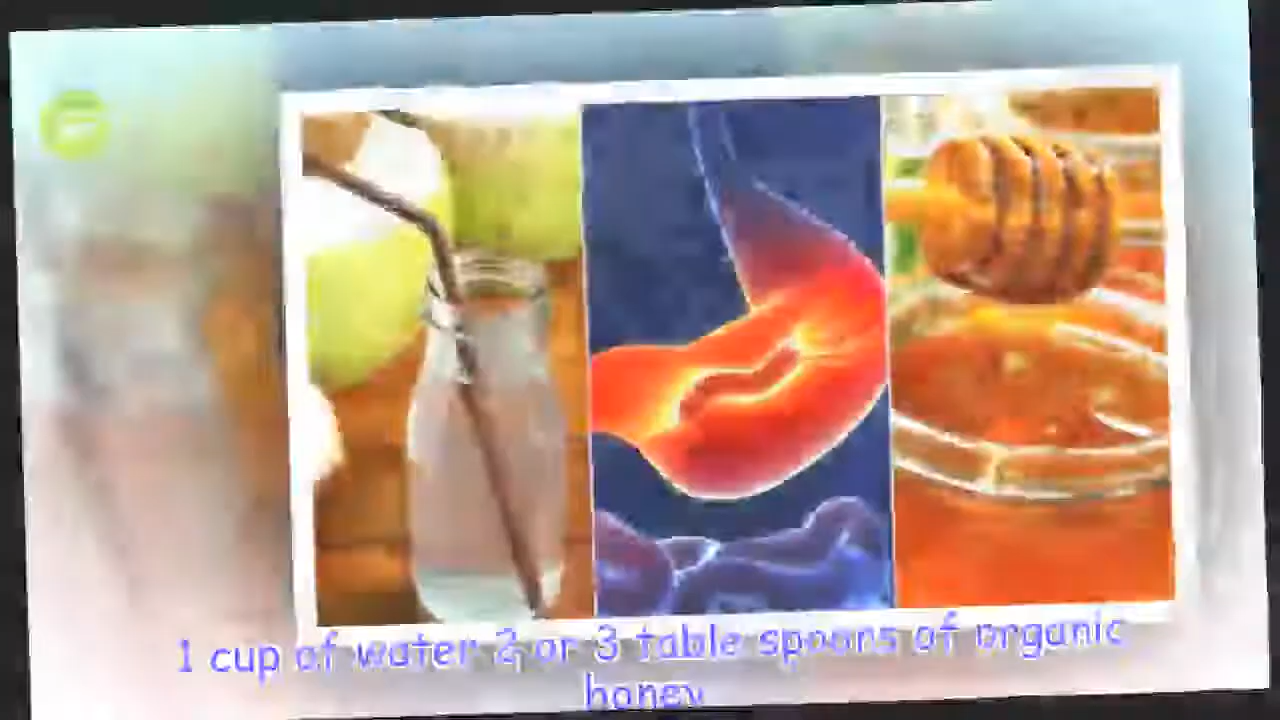 1 cup of water 2 or 3 table spoons of organic
honey